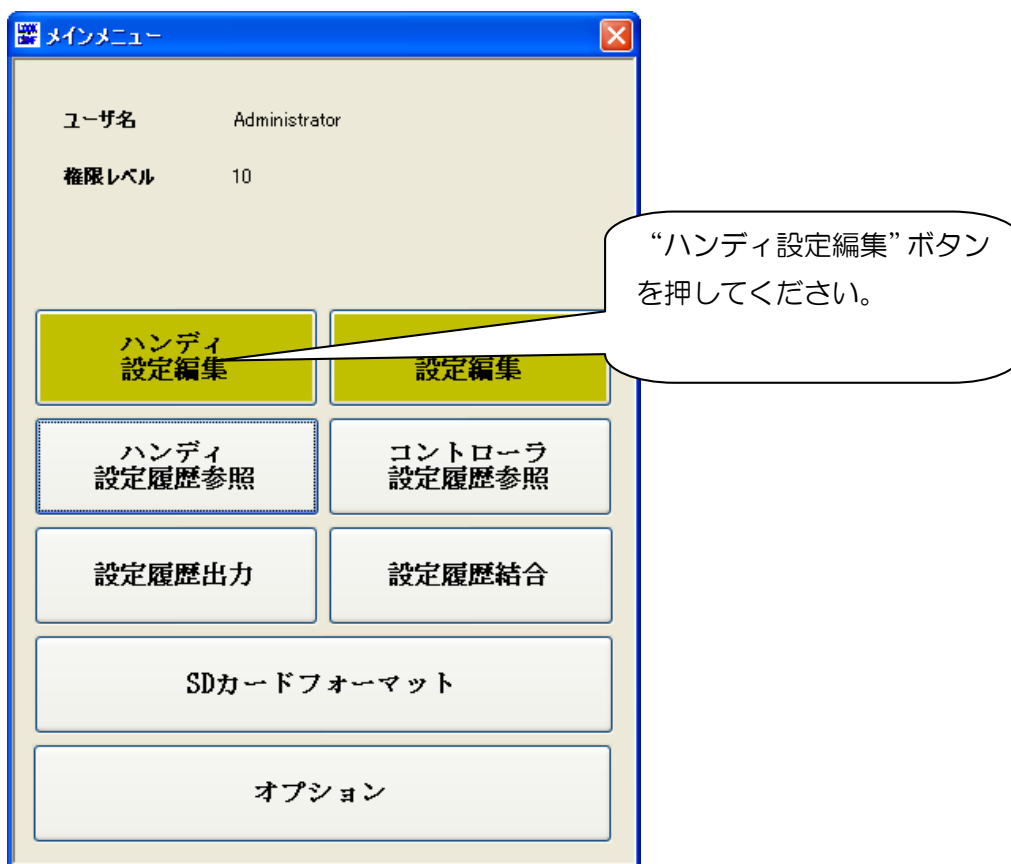 メインメニュー
ユーザ名 Administrator
権限レベル 10
“ハンディ設定編集” ボタン
を押してください。
ハンディ
設定編集
設定編集
ハンディ
設定履歴参照
コントローラ
設定履歴参照
設定履歴出力
設定履歴結合
SDカードフォーマット
オプション